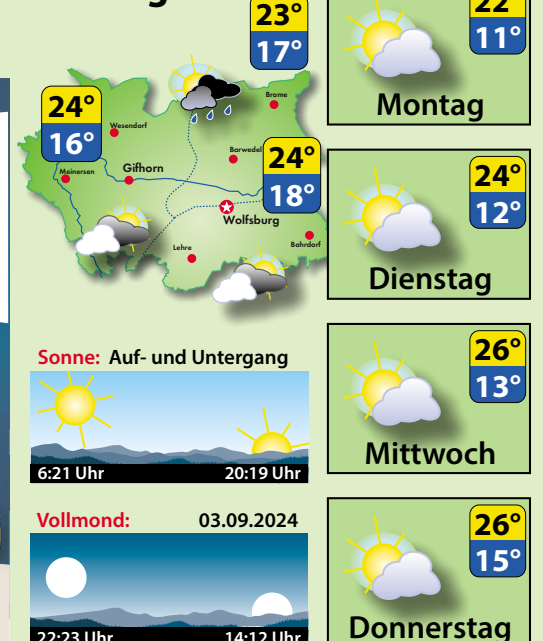 23°
17°
24°
16°
Wesendorf
Brome
Meinersen
Gifhorn
Barwedel
24°
18°
Wolfsburg
Lehre
Bahrdorf
Sonne: Auf- und Untergang
6:21 Uhr 20:19 Uhr
Vollmond: 03.09.2024
22:23 Uhr 14:12 Uhr
22°
11°
Montag
24°
12°
Dienstag
26°
13°
Mittwoch
26°
15°
Donnerstag